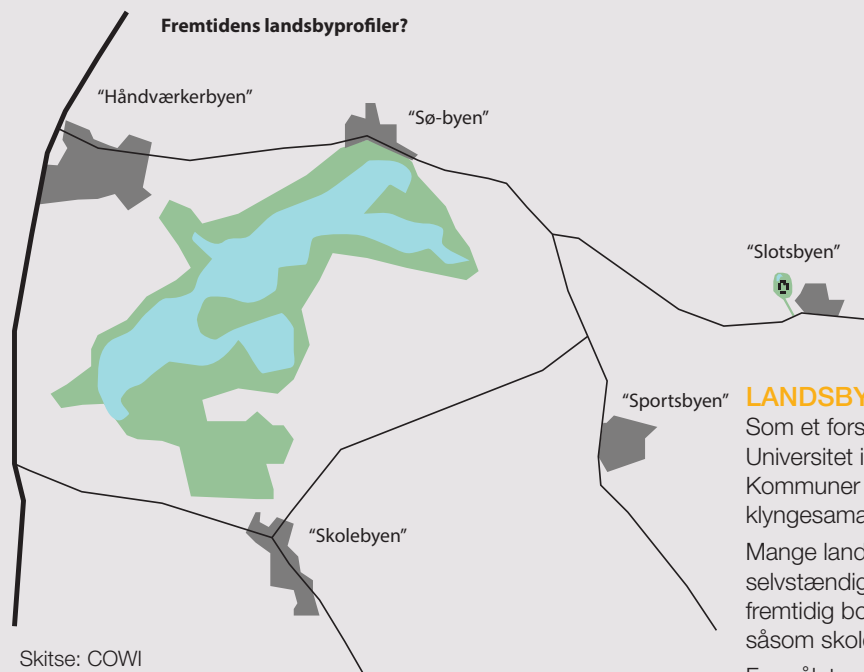 Fremtidens landsbyprofiler?
“Håndværkerbyen”
“Sø-byen”
“Slotsbyen”
“Sportsbyen”
“Skolebyen”
Skitse: COWI
LANDSBY
Som et fors
Universitet i
Kommuner
klyngesama
Mange land
selvstændig
fremtidig bo
såsom skole